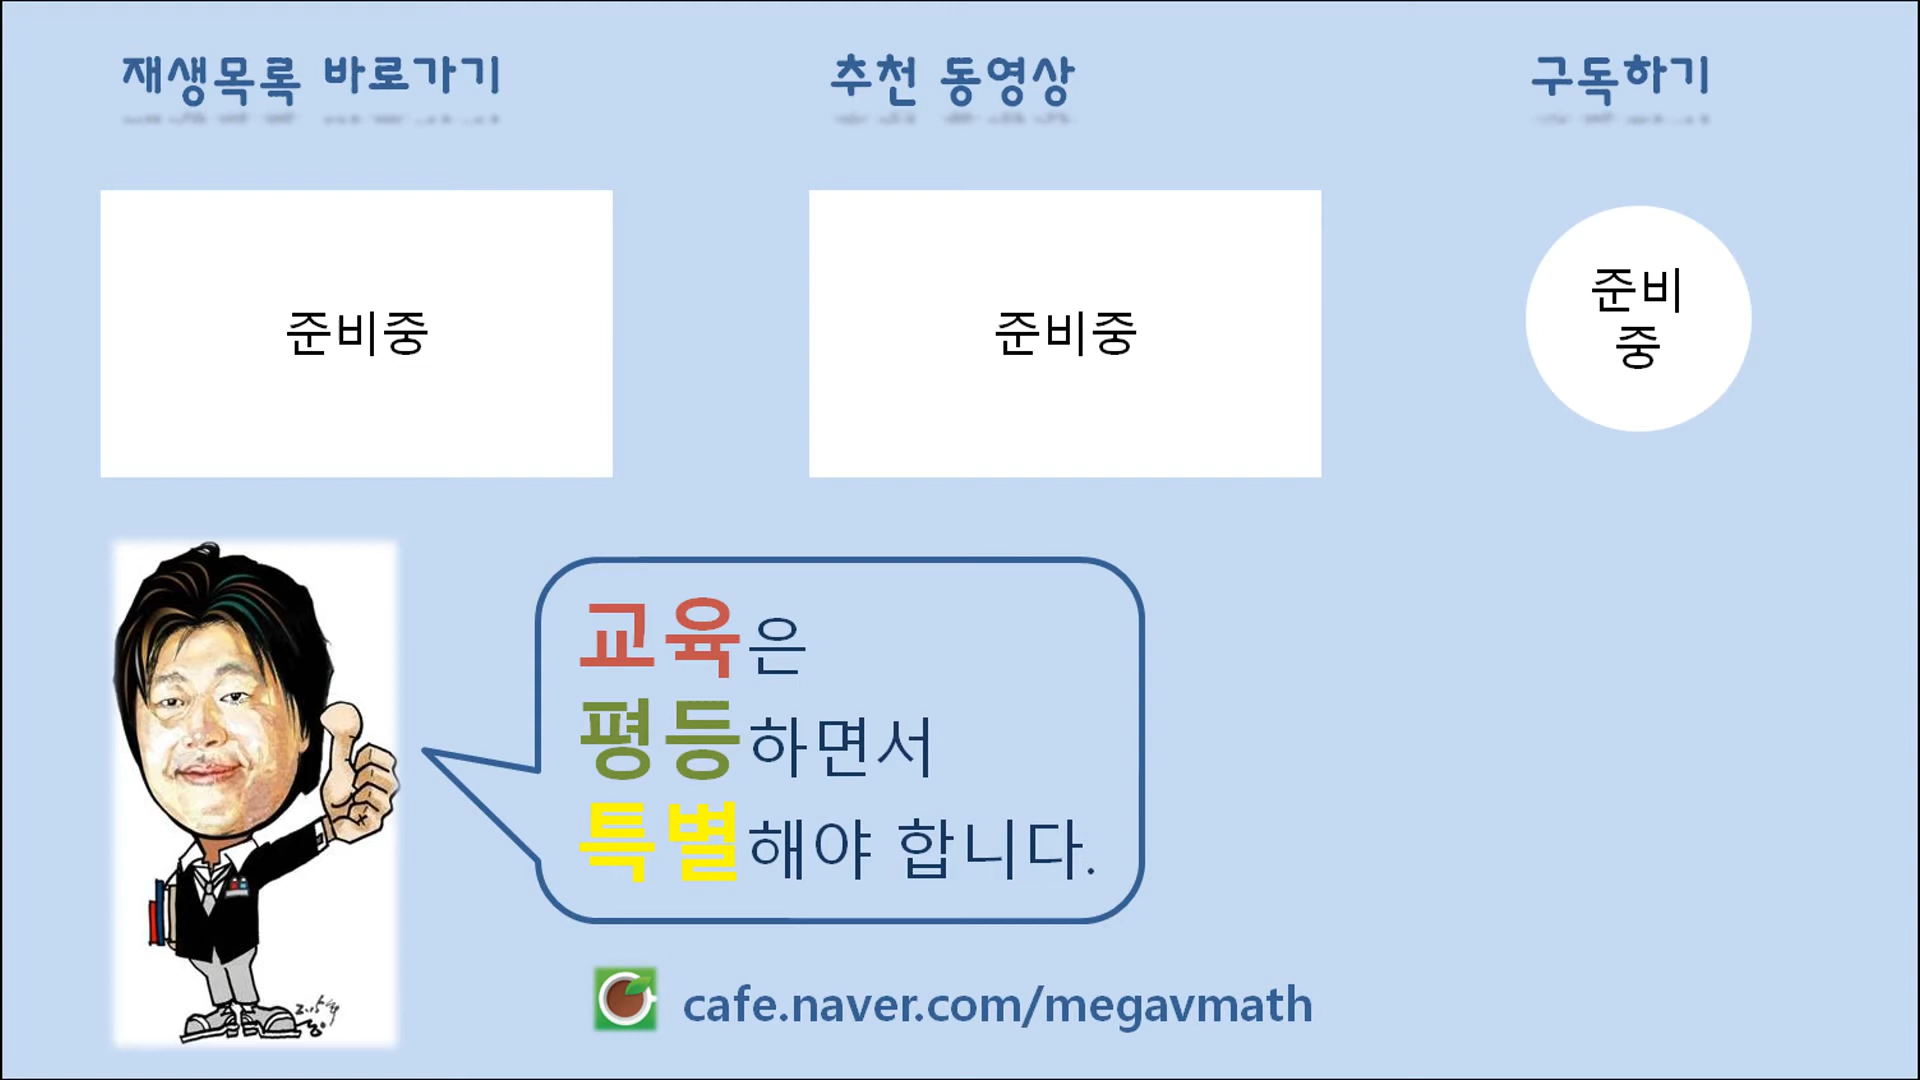 재생목록 바로가기
추천 동영상
구독하기
준비중
준비중
준비
중
교육은
평등하면서
특별해야 합니다.
cafe.naver.com/megavmath